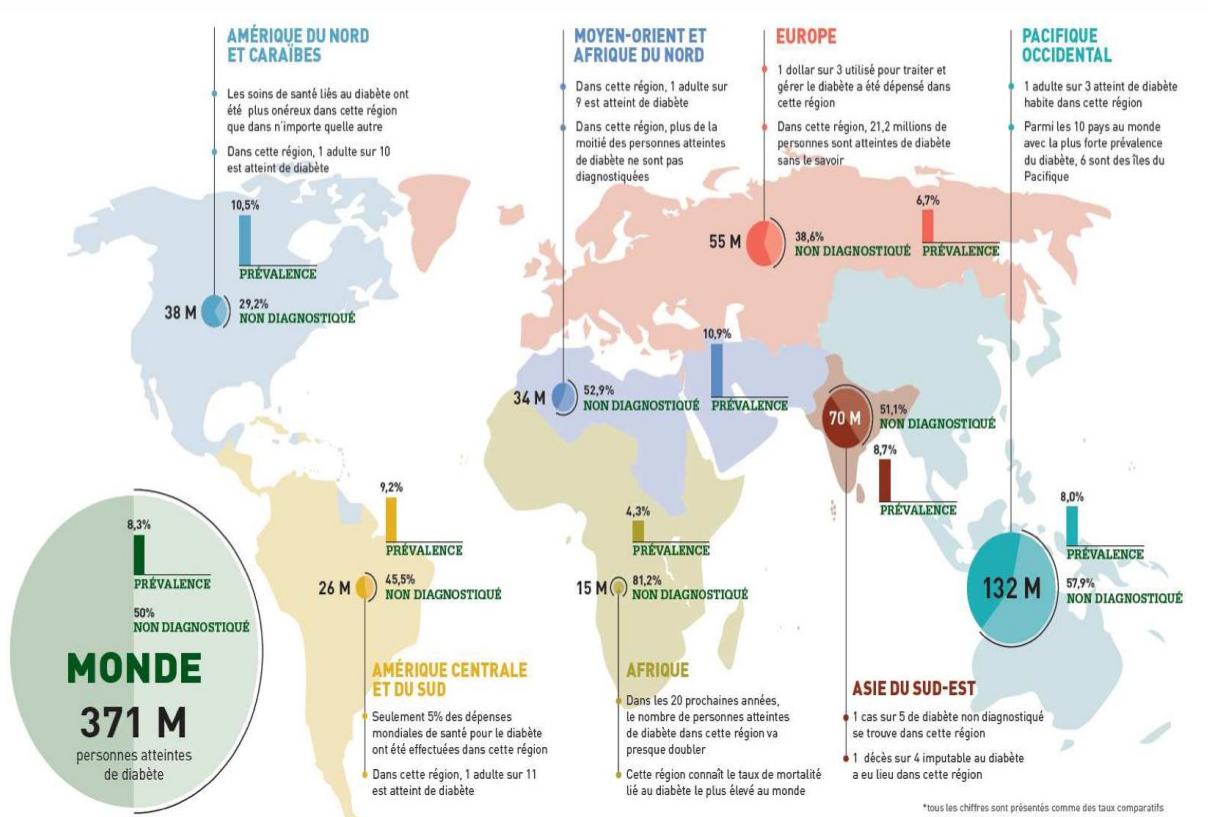 AMÉRIQUE DU NORD
ET CARAÏBES
Les soins de santé liés au diabète ont
été plus onéreux dans cette région
que dans n'importe quelle autre
Dans cette région, 1 adulte sur 10
est atteint de diabète
10,5%
PRÉVALENCE
38 M
29,2%
NON DIAGNOSTIQUÉ
MOYEN-ORIENT ET
AFRIQUE DU NORD
Dans cette région, 1 adulte sur
9 est atteint de diabète
Dans cette région, plus de la
moitié des personnes atteintes
de diabète ne sont pas
diagnostiquées
10,9%
PRÉVALENCE
34 M
52,9%
NON DIAGNOSTIQUÉ
EUROPE
1 dollar sur 3 utilisé pour traiter et
gérer le diabète a été dépensé dans
cette région
Dans cette région, 21,2 millions de
personnes sont atteintes de diabète
sans le savoir
6,7%
PRÉVALENCE
55 M
38,6%
NON DIAGNOSTIQUÉ
PACIFIQUE
OCCIDENTAL
1 adulte sur 3 atteint de diabète
habite dans cette région
Parmi les 10 pays au monde
avec la plus forte prévalence
du diabète, 6 sont des îles du
Pacifique
8,0%
PRÉVALENCE
132 M
57,9%
NON DIAGNOSTIQUÉ
70 M
51,1%
NON DIAGNOSTIQUÉ
8,7%
PRÉVALENCE
ASIE DU SUD-EST
1 cas sur 5 de diabète non diagnostiqué
se trouve dans cette région
1 décès sur 4 imputable au diabète
a eu lieu dans cette région
9,2%
PRÉVALENCE
26 M
45,5%
NON DIAGNOSTIQUÉ
AMÉRIQUE CENTRALE
ET DU SUD
Seulement 5% des dépenses
mondiales de santé pour le diabète
ont été effectuées dans cette région
Dans cette région, 1 adulte sur 11
est atteint de diabète
4,3%
PRÉVALENCE
15 M
81,2%
NON DIAGNOSTIQUÉ
AFRIQUE
Dans les 20 prochaines années,
le nombre de personnes atteintes
de diabète dans cette région va
presque doubler
Cette région connaît le taux de mortalité
lié au diabète le plus élevé au monde
8,3%
PRÉVALENCE
50%
NON DIAGNOSTIQUÉ
MONDE
371 M
personnes atteintes
de diabète
*tous les chiffres sont présentés comme des taux comparatifs